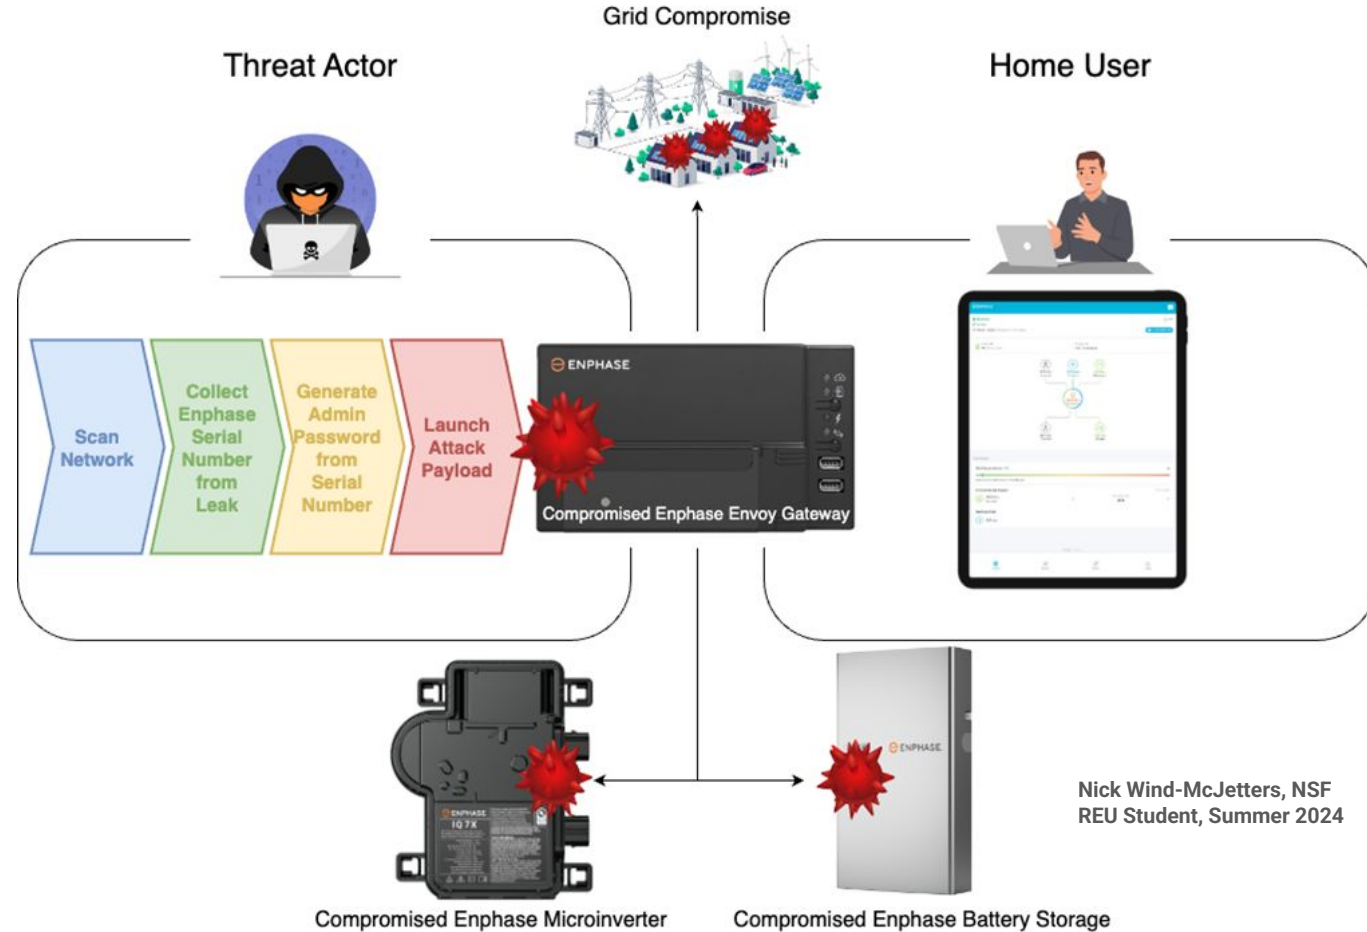 Grid Compromise
Threat Actor
Home User
Scan
Network
Collect
Enphase
Serial
Number
from
Leak
Generate
Admin
Password
from
Serial
Number
Launch
Attack
Payload
ENPHASE
Compromised Enphase Envoy Gateway
ENPHASE
IQ 7X
ENPHASE
Nick Wind-McJetters, NSF
REU Student, Summer 2024
Compromised Enphase Microinverter
Compromised Enphase Battery Storage